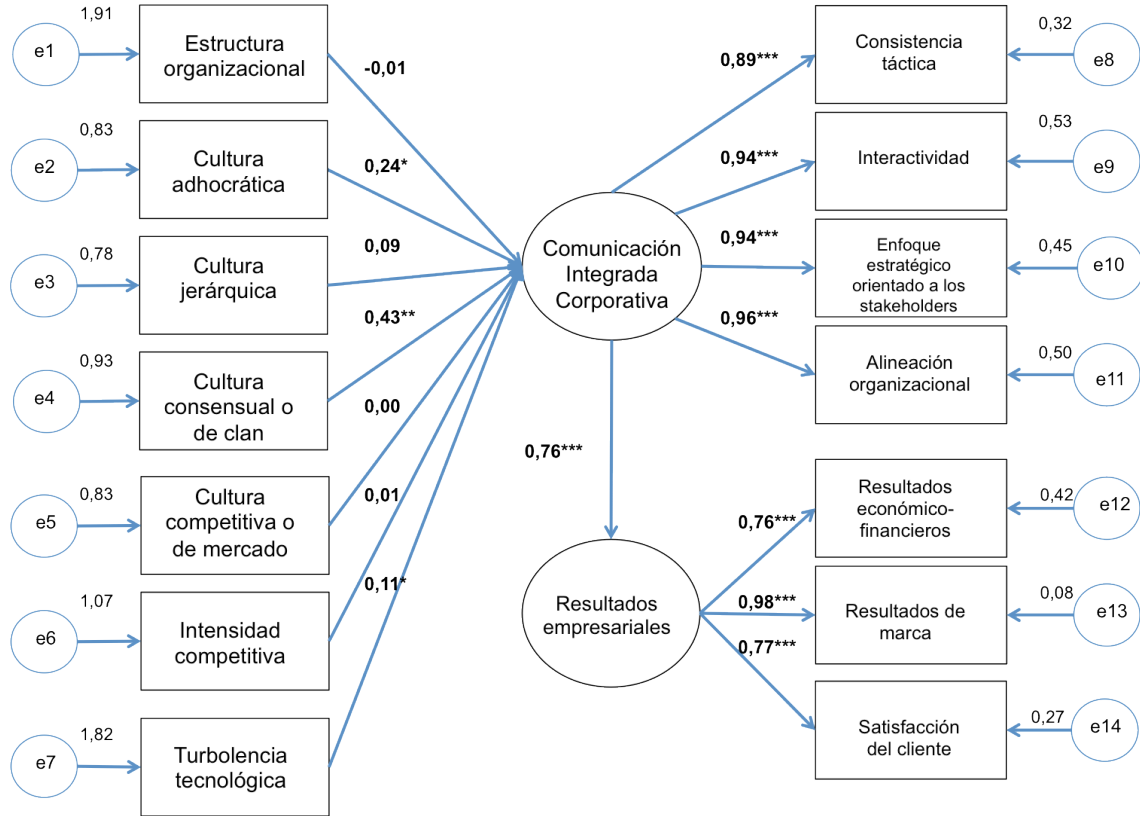 1,91
e1
Estructura
organizacional
-0,01
0,83
e2
Cultura
adhocrática
0,24*
0,78
e3
Cultura
jerárquica
0,09
0,93
e4
Cultura
consensual o
de clan
0,43**
0,83
e5
Cultura
competitiva o
de mercado
0,00
1,07
e6
Intensidad
competitiva
0,01
1,82
e7
Turbolencia
tecnológica
0,11*
Comunicación
Integrada
Corporativa
0,76***
Resultados
empresariales
0,89***
Consistencia
táctica
0,32
e8
0,94***
Interactividad
0,53
e9
0,94***
Enfoque
estratégico
orientado a los
stakeholders
0,45
e10
0,96***
Alineación
organizacional
0,50
e11
0,76***
Resultados
económico-
financieros
0,42
e12
0,98***
Resultados de
marca
0,08
e13
0,77***
Satisfacción
del cliente
0,27
e14